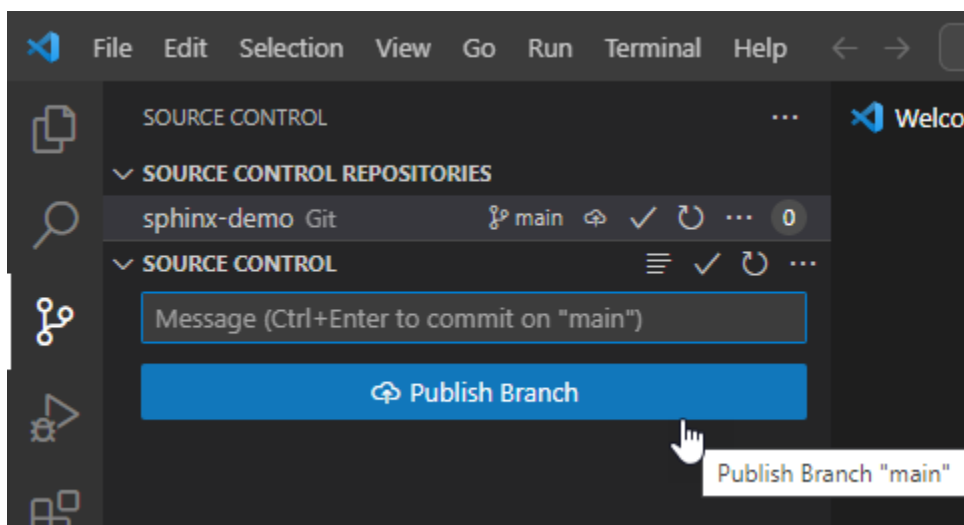 File Edit Selection View Go Run Terminal Help
SOURCE CONTROL
Welco
SOURCE CONTROL REPOSITORIES
sphinx-demo Git main 0
SOURCE CONTROL
Message (Ctrl+Enter to commit on "main")
Publish Branch
Publish Branch "main"